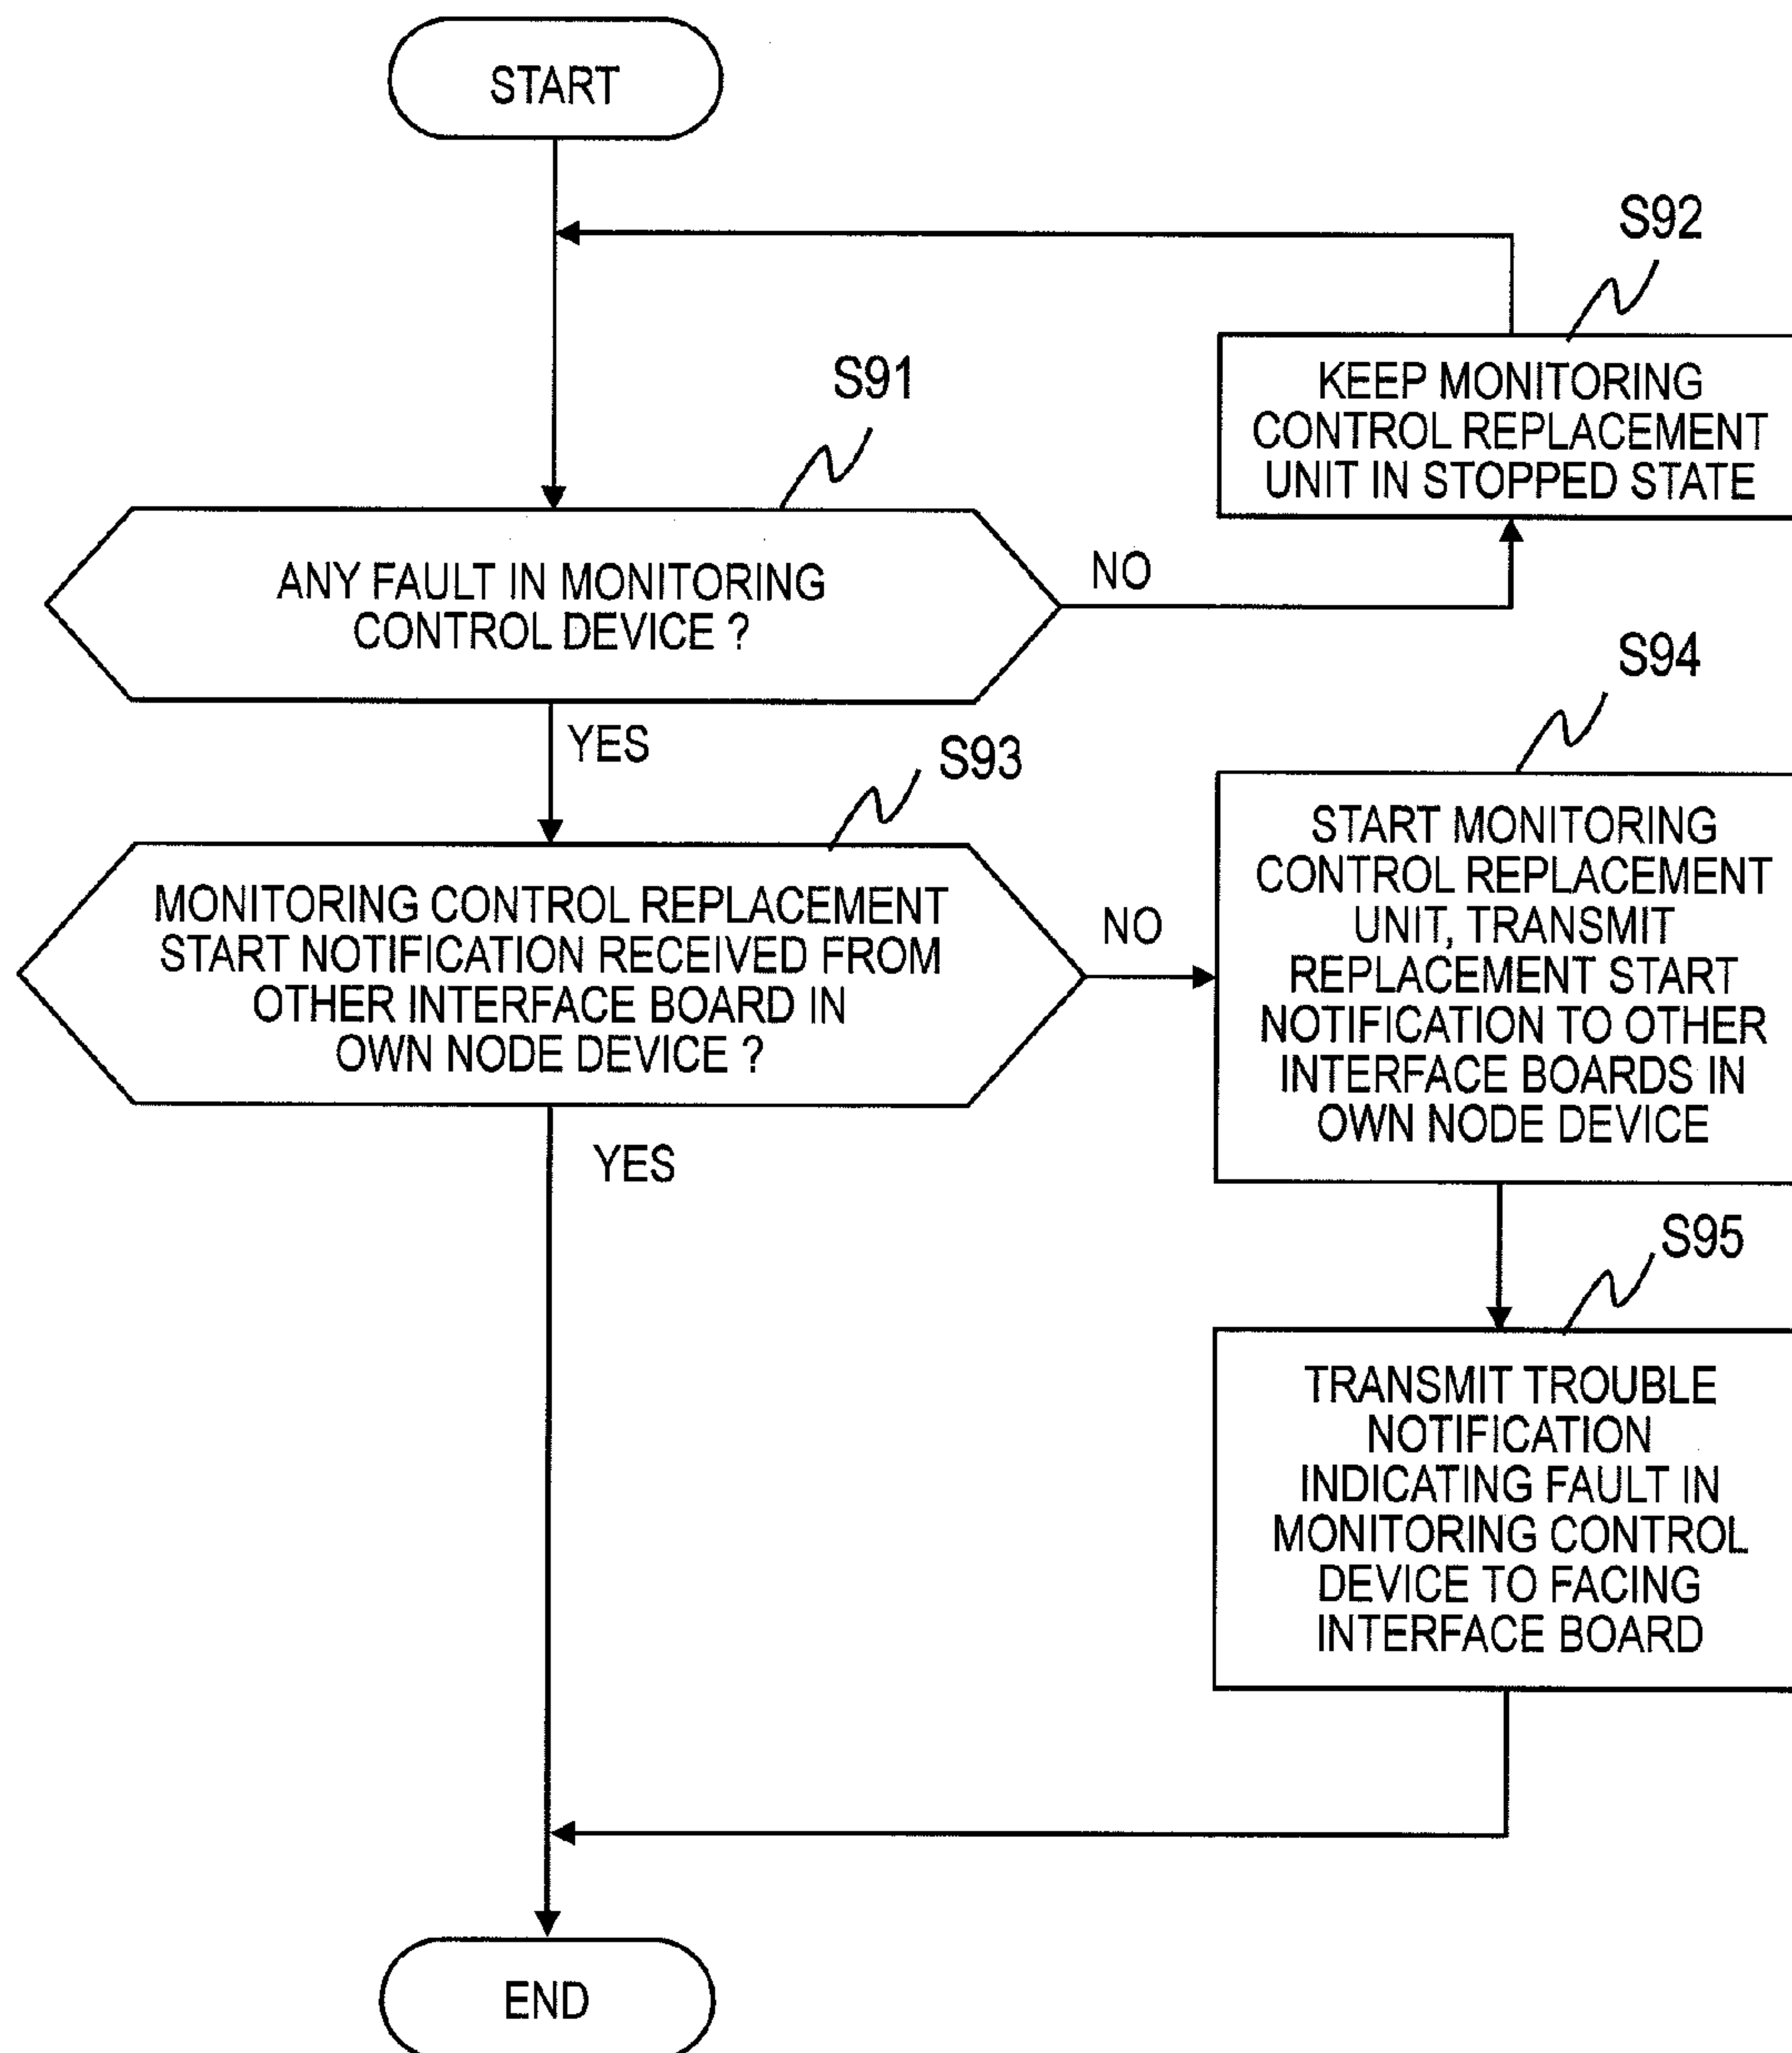 START
S92
KEEP MONITORING
CONTROL REPLACEMENT
UNIT IN STOPPED STATE
S91
ANY FAULT IN MONITORING
CONTROL DEVICE ?
NO
YES
S93
MONITORING CONTROL REPLACEMENT
START NOTIFICATION RECEIVED FROM
OTHER INTERFACE BOARD IN
OWN NODE DEVICE ?
NO
YES
S94
START MONITORING
CONTROL REPLACEMENT
UNIT, TRANSMIT
REPLACEMENT START
NOTIFICATION TO OTHER
INTERFACE BOARDS IN
OWN NODE DEVICE
S95
TRANSMIT TROUBLE
NOTIFICATION
INDICATING FAULT IN
MONITORING CONTROL
DEVICE TO FACING
INTERFACE BOARD
END